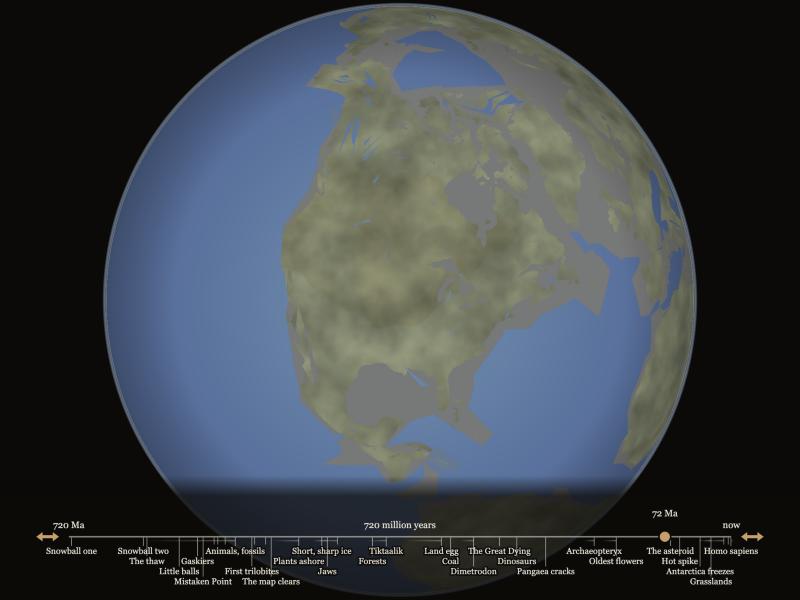 72 Ma
720 Ma 720 million years now
Snowball one Snowball two Animals, fossils Short, sharp ice Tiktaalik Land egg The Great Dying Archaeopteryx The asteroid Homo sapiens
The thaw Gaskiers Plants ashore Forests Coal Dinosaurs Oldest flowers Hot spike
Little balls First trilobites Jaws Dimetrodon Pangaea cracks Antarctica freezes
Mistaken Point The map clears Grasslands